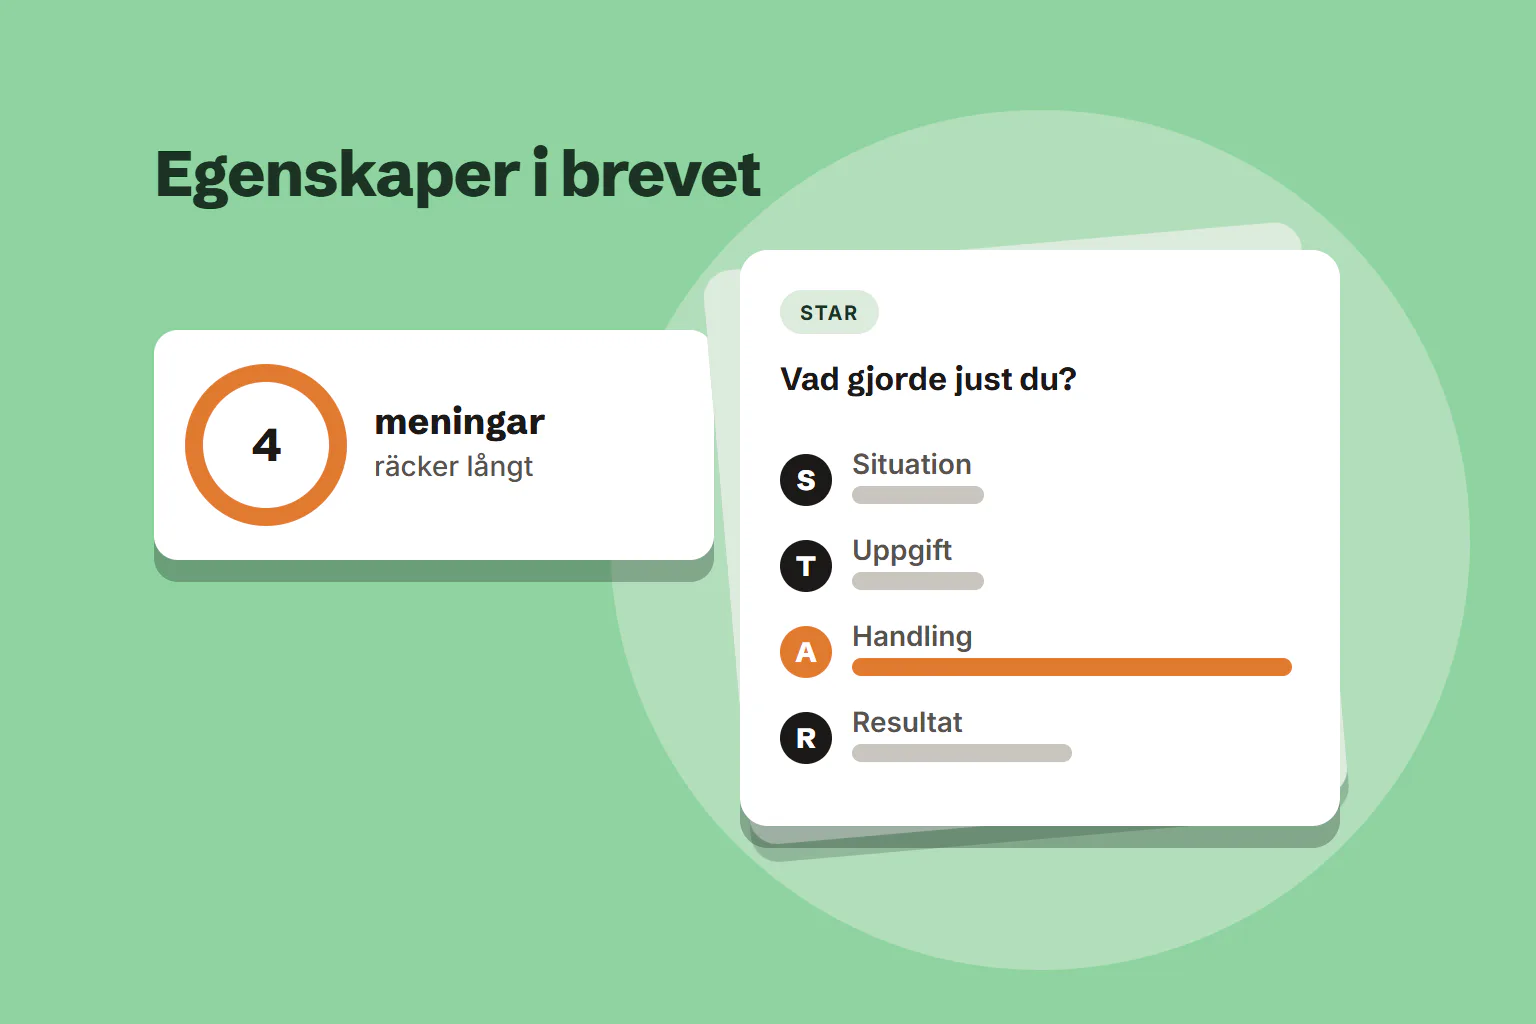 Egenskaper i brevet
4
meningar
räcker långt
STAR
Vad gjorde just du?
S
Situation
T
Uppgift
A
Handling
R
Resultat